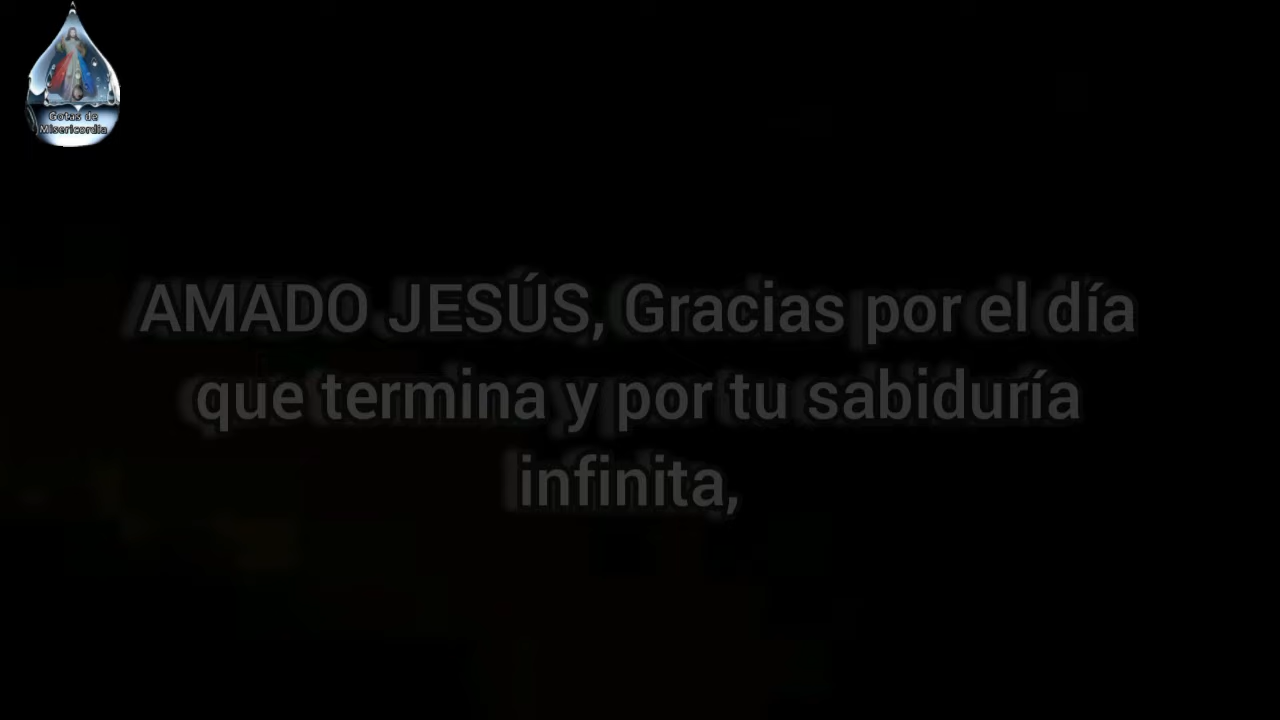 Gotas de
Misericordia
AMADO JESÚS, Gracias por el día
que termina y por tu sabiduría
infinita,